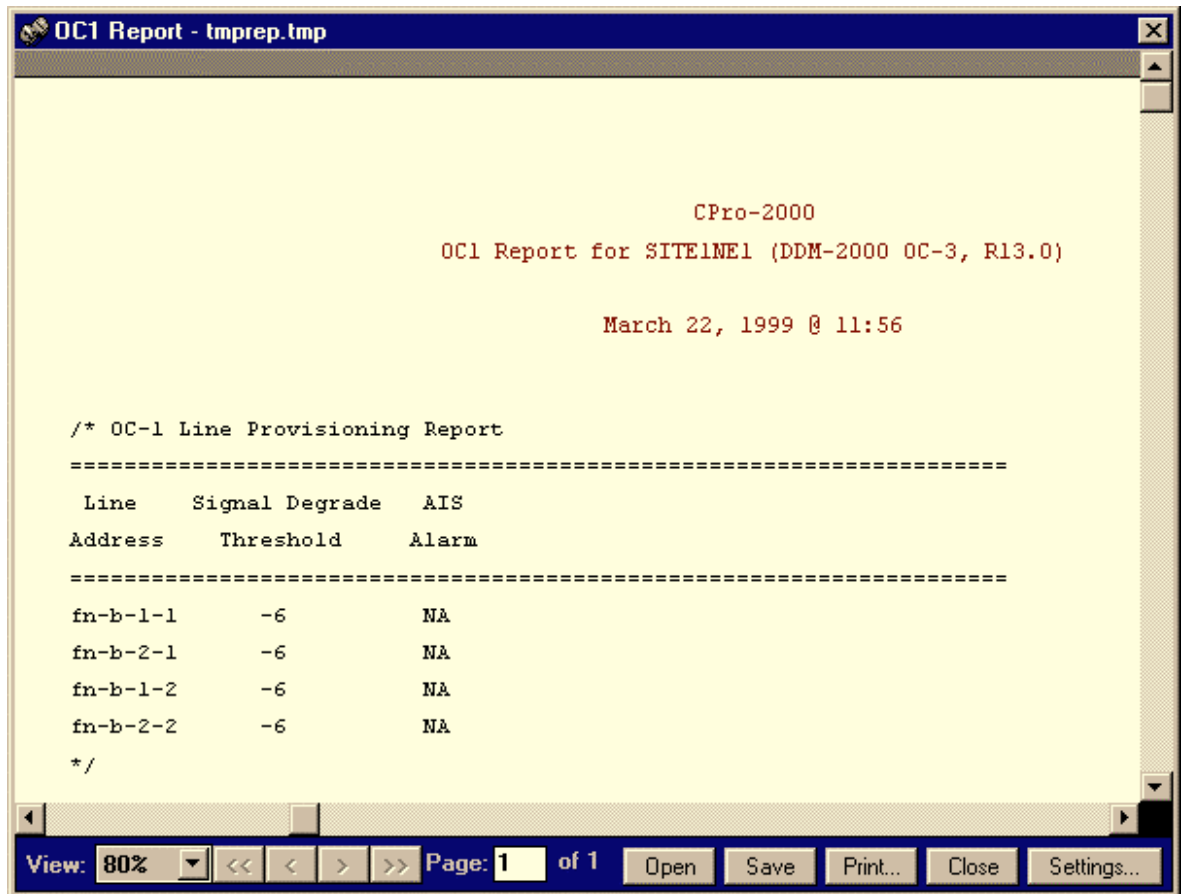 OC1 Report - tmprep.tmp
CPro-2000
OC1 Report for SITE1NE1 (DDM-2000 OC-3, R13.0)
March 22, 1999 @ 11:56
/* OC-1 Line Provisioning Report
=====================================================================
Line Signal Degrade AIS
Address Threshold Alarm
=====================================================================
fn-b-1-1 -6 NA
fn-b-2-1 -6 NA
fn-b-1-2 -6 NA
fn-b-2-2 -6 NA
*/
View: 80% << < > >> Page: 1 of 1 Open Save Print... Close Settings...